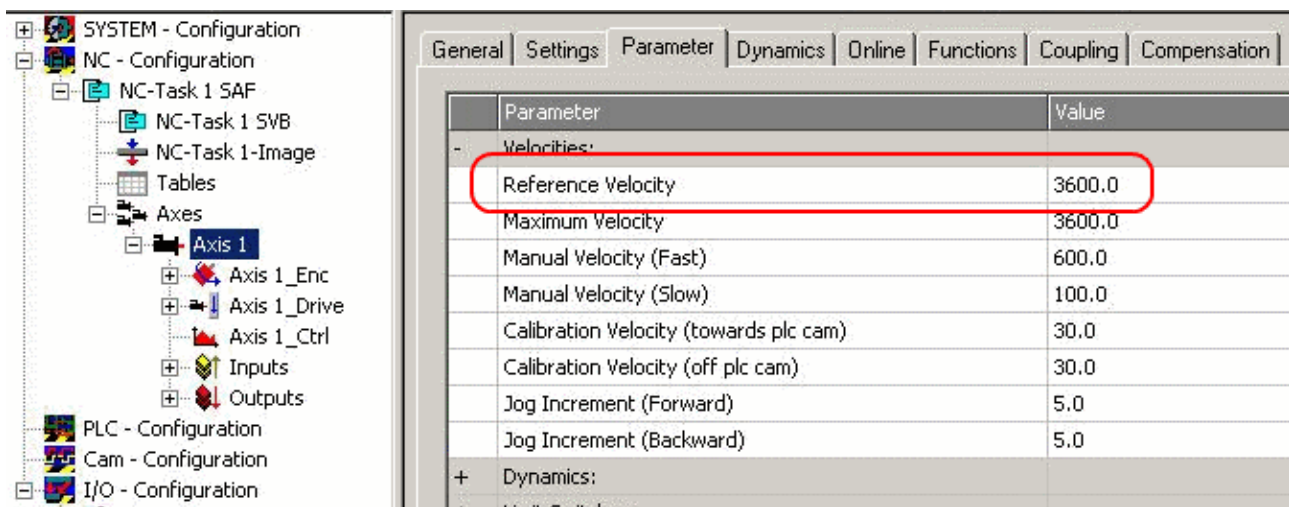 SYSTEM - Configuration
NC - Configuration
NC-Task 1 SAF
NC-Task 1 SVB
NC-Task 1-Image
Tables
Axes
Axis 1
Axis 1_Enc
Axis 1_Drive
Axis 1_Ctrl
Inputs
Outputs
PLC - Configuration
Cam - Configuration
I/O - Configuration
General Settings Parameter Dynamics Online Functions Coupling Compensation
Parameter Value
Velocities:
Reference Velocity 3600.0
Maximum Velocity 3600.0
Manual Velocity (Fast) 600.0
Manual Velocity (Slow) 100.0
Calibration Velocity (towards plc cam) 30.0
Calibration Velocity (off plc cam) 30.0
Jog Increment (Forward) 5.0
Jog Increment (Backward) 5.0
Dynamics: